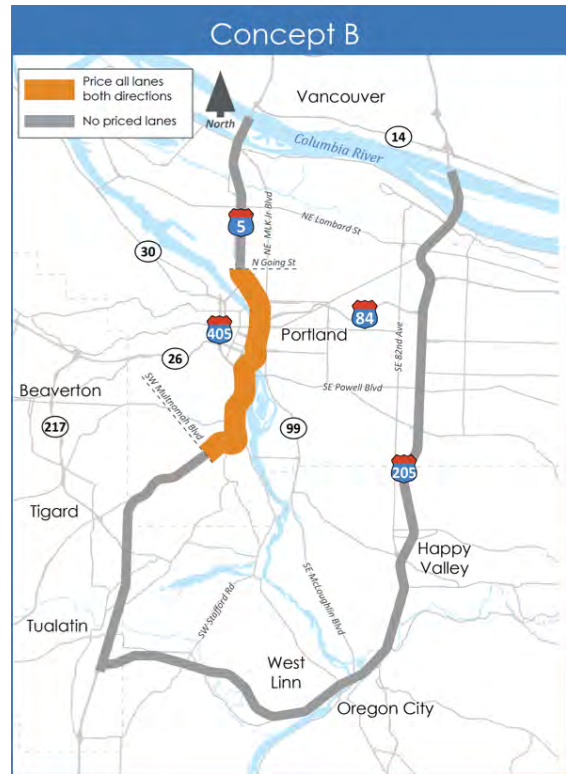 Concept B
Price all lanes
both directions
No priced lanes
North
Vancouver
14
Columbia River
NE MLK Jr Blvd
NE Lombard St
5
30
N Going St
405
84
Portland
26
SE 82nd Ave
Beaverton
SE Powell Blvd
SW Multnomah Blvd
217
99
205
Tigard
Happy
Valley
SE McLoughlin Blvd
SW Stafford Rd
Tualatin
West
Linn
Oregon City